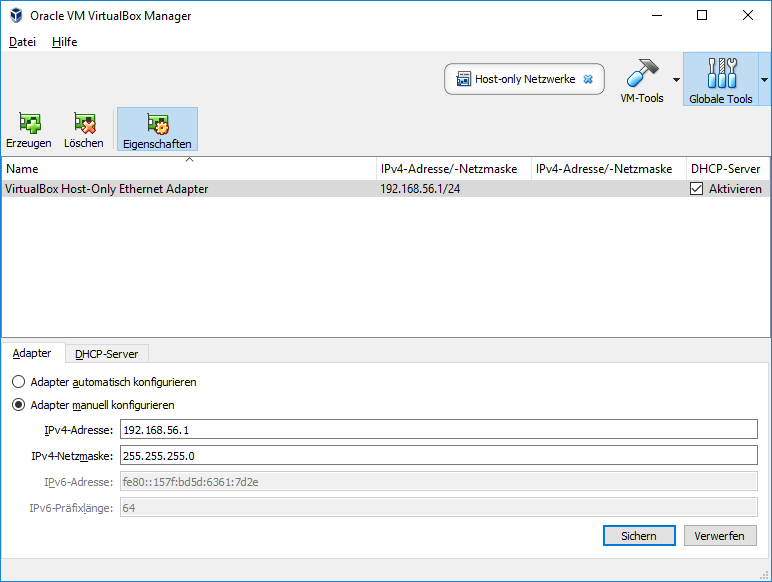 Oracle VM VirtualBox Manager
Datei Hilfe
Host-only Netzwerke
VM-Tools
Globale Tools
Erzeugen Löschen Eigenschaften
Name IPv4-Adresse/-Netzmaske IPv4-Adresse/-Netzmaske DHCP-Server
VirtualBox Host-Only Ethernet Adapter 192.168.56.1/24 Aktivieren
Adapter DHCP-Server
Adapter automatisch konfigurieren
Adapter manuell konfigurieren
IPv4-Adresse: 192.168.56.1
IPv4-Netzmaske: 255.255.255.0
IPv6-Adresse: fe80::157f:bd5d:6361:7d2e
IPv6-Präfixlänge: 64
Sichern Verwerfen